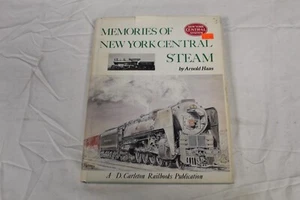 MEMORIES OF
NEW YORK CENTRAL
STEAM
by Arnold Haas
A D. Carleton Railbooks Publication